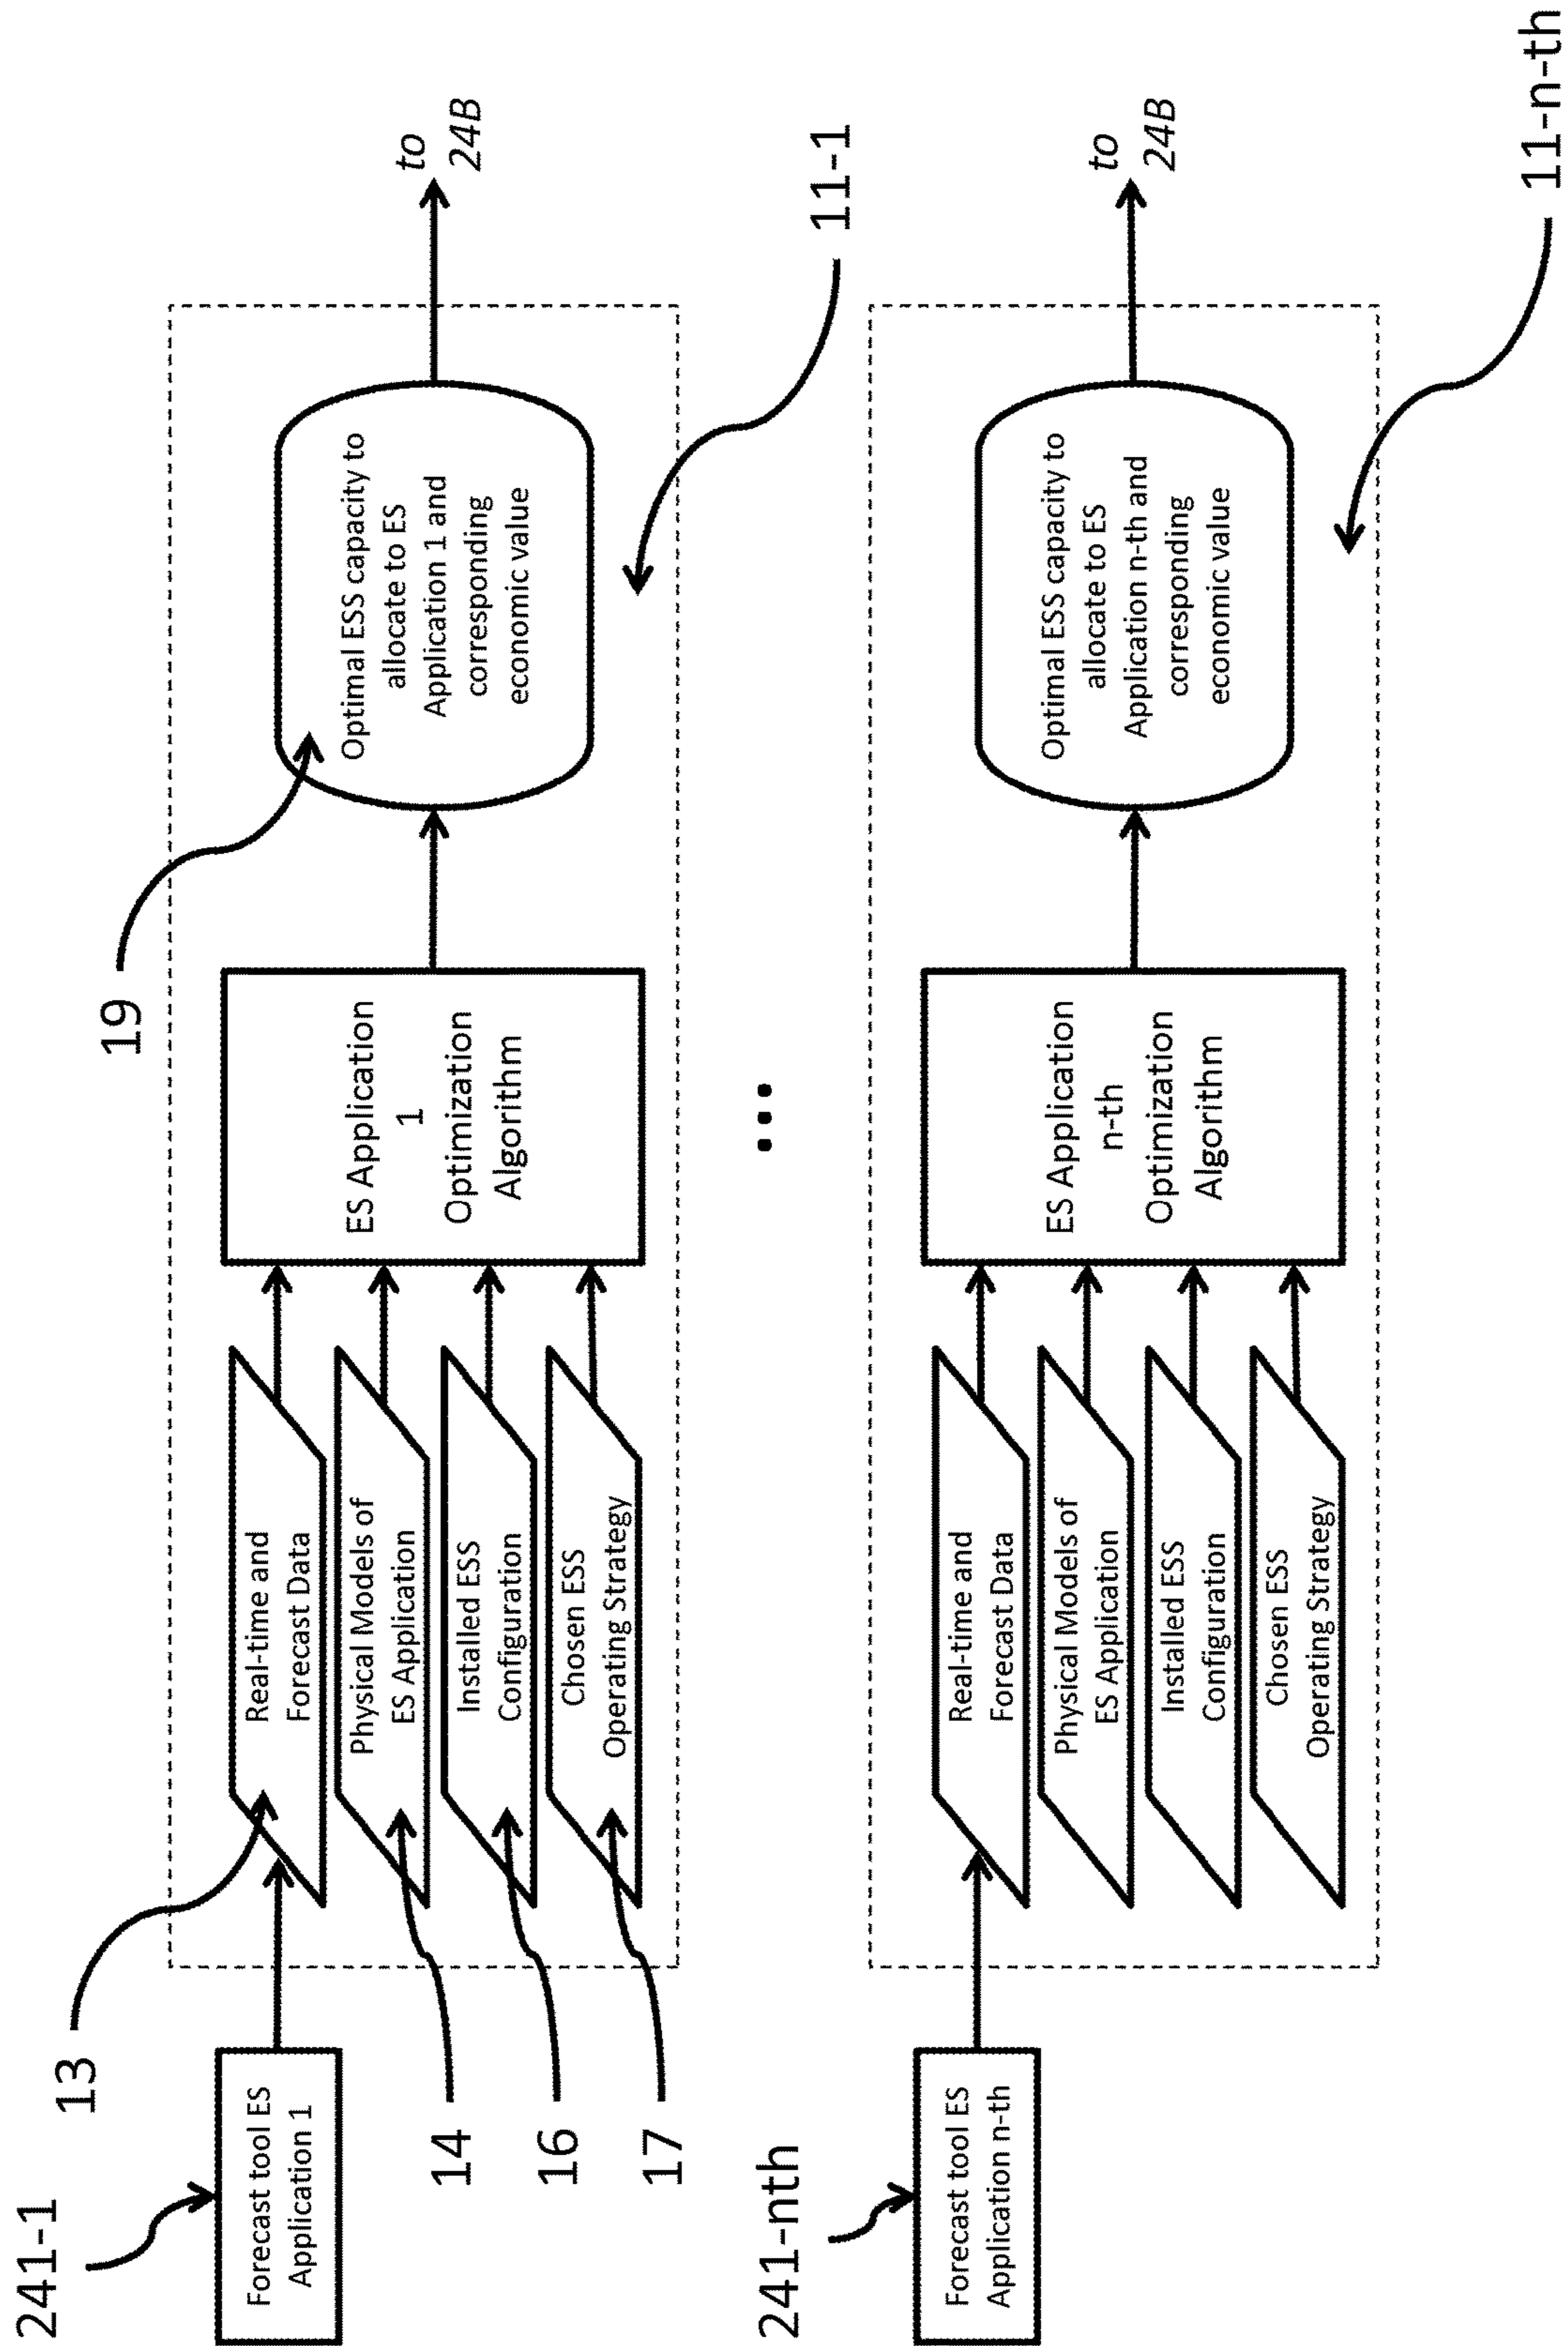 241-1
Forecast tool ES
Application 1
13
Real-time and
Forecast Data
14
Physical Models of
ES Application
16
Installed ESS
Configuration
17
Chosen ESS
Operating Strategy
ES Application
1
Optimization
Algorithm
19
Optimal ESS capacity to
allocate to ES
Application 1 and
corresponding
economic value
to
24B
11-1
...
241-nth
Forecast tool ES
Application n-th
Real-time and
Forecast Data
Physical Models of
ES Application
Installed ESS
Configuration
Chosen ESS
Operating Strategy
ES Application
n-th
Optimization
Algorithm
Optimal ESS capacity to
allocate to ES
Application n-th and
corresponding
economic value
to
24B
11-n-th